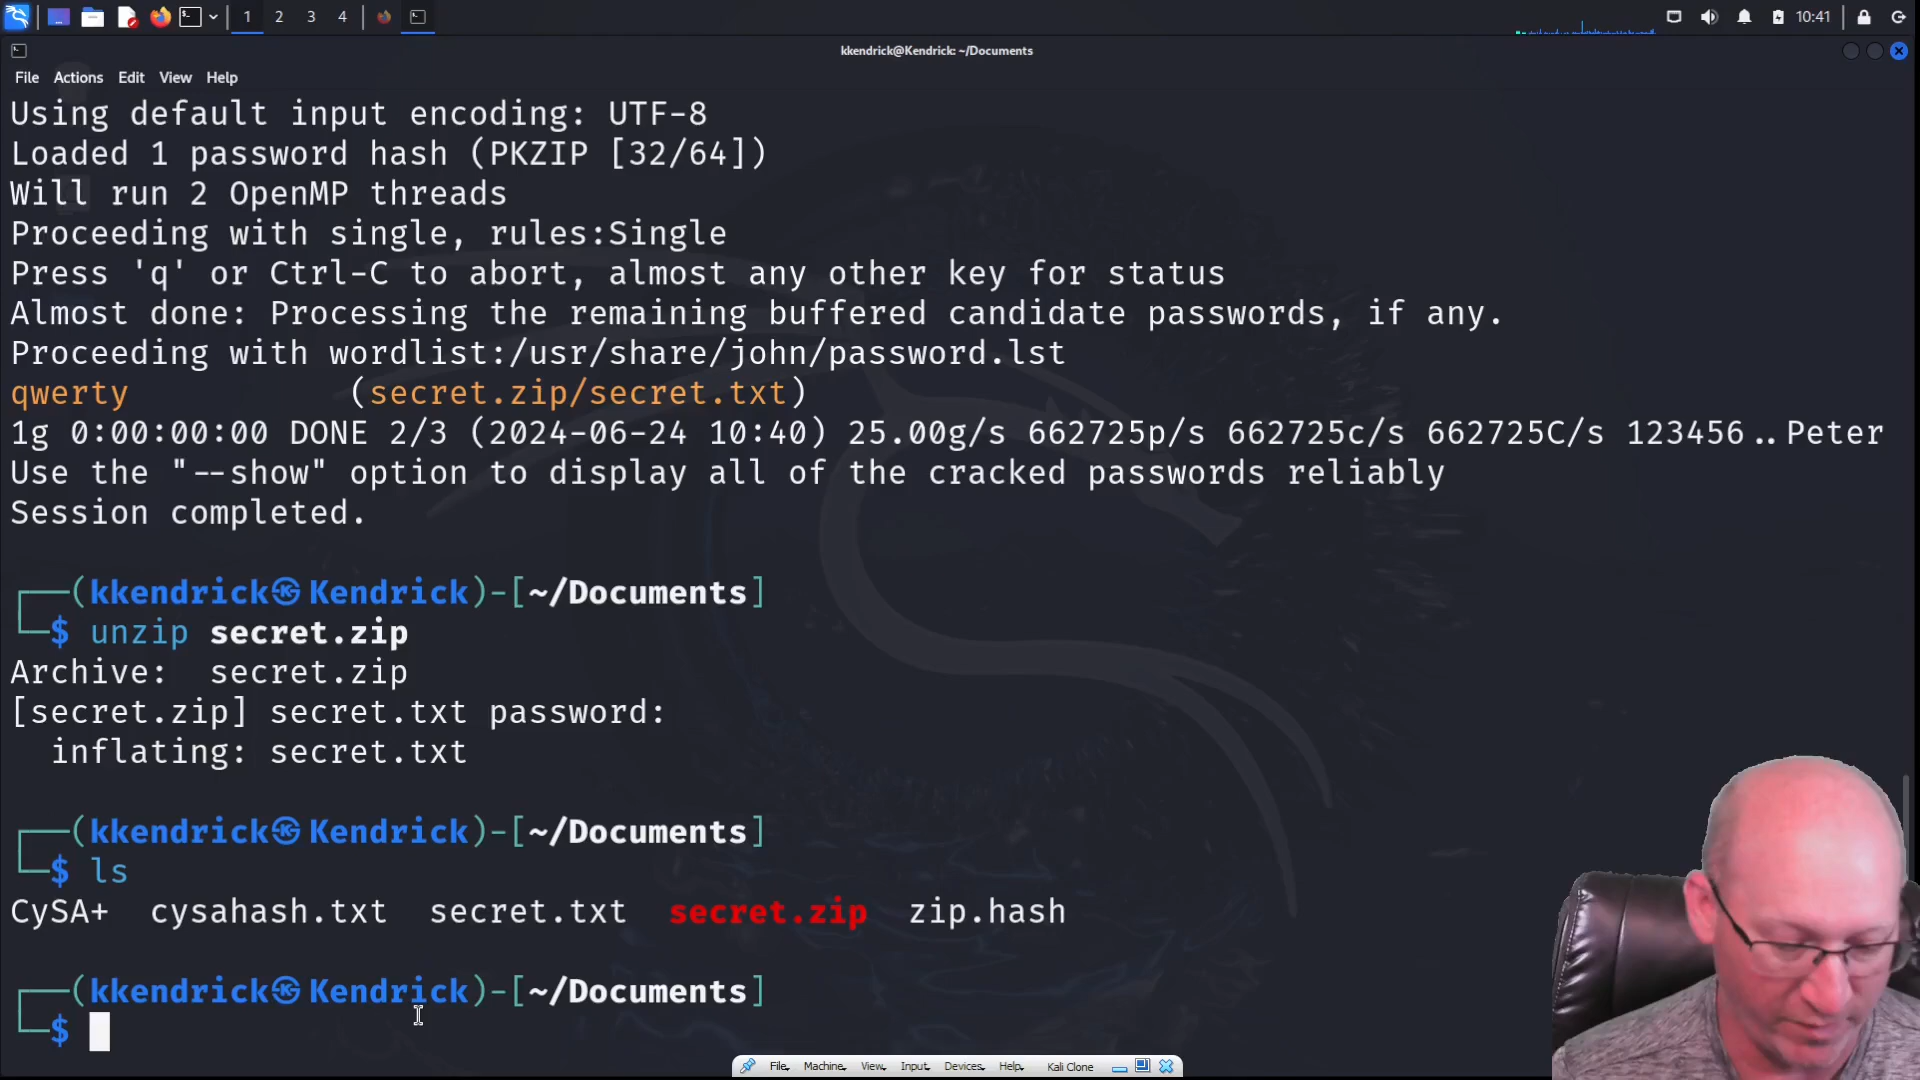 1 2 3 4 10:41
kkendrick@Kendrick: ~/Documents
File Actions Edit View Help
Using default input encoding: UTF-8
Loaded 1 password hash (PKZIP [32/64])
Will run 2 OpenMP threads
Proceeding with single, rules:Single
Press 'q' or Ctrl-C to abort, almost any other key for status
Almost done: Processing the remaining buffered candidate passwords, if any.
Proceeding with wordlist:/usr/share/john/password.lst
qwerty (secret.zip/secret.txt)
1g 0:00:00:00 DONE 2/3 (2024-06-24 10:40) 25.00g/s 662725p/s 662725c/s 662725C/s 123456..Peter
Use the "--show" option to display all of the cracked passwords reliably
Session completed.
┌──(kkendrick㉿Kendrick)-[~/Documents]
└─$ unzip secret.zip
Archive: secret.zip
[secret.zip] secret.txt password:
inflating: secret.txt
┌──(kkendrick㉿Kendrick)-[~/Documents]
└─$ ls
CySA+ cysahash.txt secret.txt secret.zip zip.hash
┌──(kkendrick㉿Kendrick)-[~/Documents]
└─$
File Machine View Input Devices Help Kali Clone